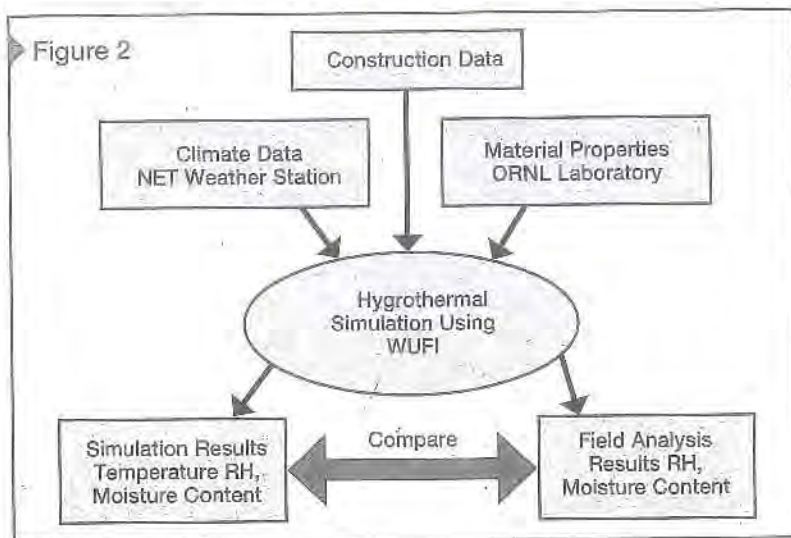 Figure 2
Construction Data
Climate Data
NET Weather Station
Material Properties
ORNL Laboratory
Hygrothermal
Simulation Using
WUFI
Simulation Results
Temperature RH,
Moisture Content
Compare
Field Analysis
Results RH,
Moisture Content